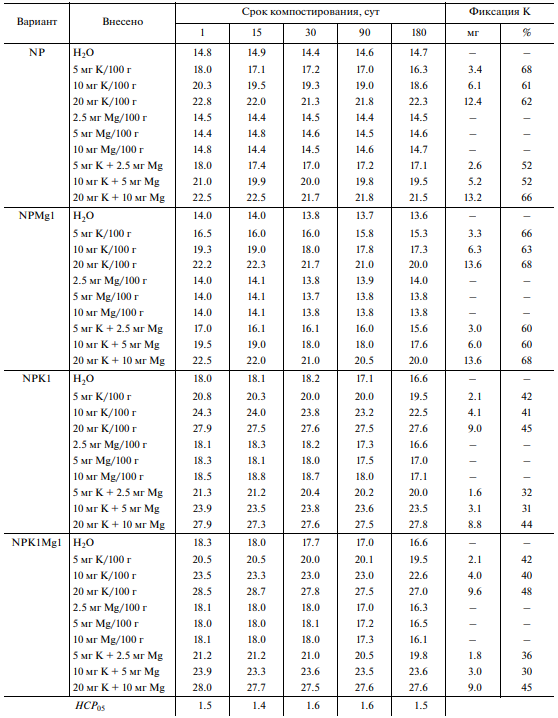 Вариант Внесено Срок компостирования, сут Фиксация K
1 15 30 90 180 мг %
NP H2O 14.8 14.9 14.4 14.6 14.7 — —
5 мг K/100 г 18.0 17.1 17.2 17.0 16.3 3.4 68
10 мг K/100 г 20.3 19.5 19.3 19.0 18.6 6.1 61
20 мг K/100 г 22.8 22.0 21.3 21.8 22.3 12.4 62
2.5 мг Mg/100 г 14.5 14.4 14.5 14.4 14.5 — —
5 мг Mg/100 г 14.4 14.8 14.6 14.5 14.6 — —
10 мг Mg/100 г 14.8 14.4 14.5 14.6 14.7 — —
5 мг K + 2.5 мг Mg 18.0 17.4 17.0 17.2 17.1 2.6 52
10 мг K + 5 мг Mg 21.0 19.9 20.0 19.8 19.5 5.2 52
20 мг K + 10 мг Mg 22.5 22.5 21.7 21.8 21.5 13.2 66
NPMg1 H2O 14.0 14.0 13.8 13.7 13.6 — —
5 мг K/100 г 16.5 16.0 16.0 15.8 15.3 3.3 66
10 мг K/100 г 19.3 19.0 18.0 17.8 17.3 6.3 63
20 мг K/100 г 22.2 22.3 21.7 21.0 20.0 13.6 68
2.5 мг Mg/100 г 14.0 14.1 13.8 13.9 14.0 — —
5 мг Mg/100 г 14.0 14.1 13.7 13.8 13.8 — —
10 мг Mg/100 г 14.0 14.1 13.8 13.8 13.8 — —
5 мг K + 2.5 мг Mg 17.0 16.1 16.1 16.0 15.6 3.0 60
10 мг K + 5 мг Mg 19.5 19.0 18.0 18.0 17.6 6.0 60
20 мг K + 10 мг Mg 22.5 22.0 21.0 20.5 20.0 13.6 68
NPK1 H2O 18.0 18.1 18.2 17.1 16.6 — —
5 мг K/100 г 20.8 20.3 20.0 20.0 19.5 2.1 42
10 мг K/100 г 24.3 24.0 23.8 23.2 22.5 4.1 41
20 мг K/100 г 27.9 27.5 27.6 27.5 27.6 9.0 45
2.5 мг Mg/100 г 18.1 18.3 18.2 17.3 16.6 — —
5 мг Mg/100 г 18.3 18.1 18.0 17.5 17.0 — —
10 мг Mg/100 г 18.5 18.8 18.7 18.0 17.1 — —
5 мг K + 2.5 мг Mg 21.3 21.2 20.4 20.2 20.0 1.6 32
10 мг K + 5 мг Mg 23.9 23.5 23.8 23.6 23.5 3.1 31
20 мг K + 10 мг Mg 27.9 27.3 27.6 27.5 27.8 8.8 44
NPK1Mg1 H2O 18.3 18.0 17.7 17.0 16.6 — —
5 мг K/100 г 20.5 20.5 20.0 20.1 19.5 2.1 42
10 мг K/100 г 23.5 23.3 23.0 23.0 22.6 4.0 40
20 мг K/100 г 28.5 28.7 27.8 27.5 27.0 9.6 48
2.5 мг Mg/100 г 18.1 18.0 18.0 17.0 16.3 — —
5 мг Mg/100 г 18.0 18.0 18.1 17.2 16.5 — —
10 мг Mg/100 г 18.1 18.0 18.0 17.3 16.1 — —
5 мг K + 2.5 мг Mg 21.2 21.2 21.0 20.5 19.8 1.8 36
10 мг K + 5 мг Mg 23.9 23.3 23.6 23.5 23.6 3.0 30
20 мг K + 10 мг Mg 28.0 27.7 27.5 27.6 27.6 9.0 45
НСР05 1.5 1.4 1.6 1.6 1.5